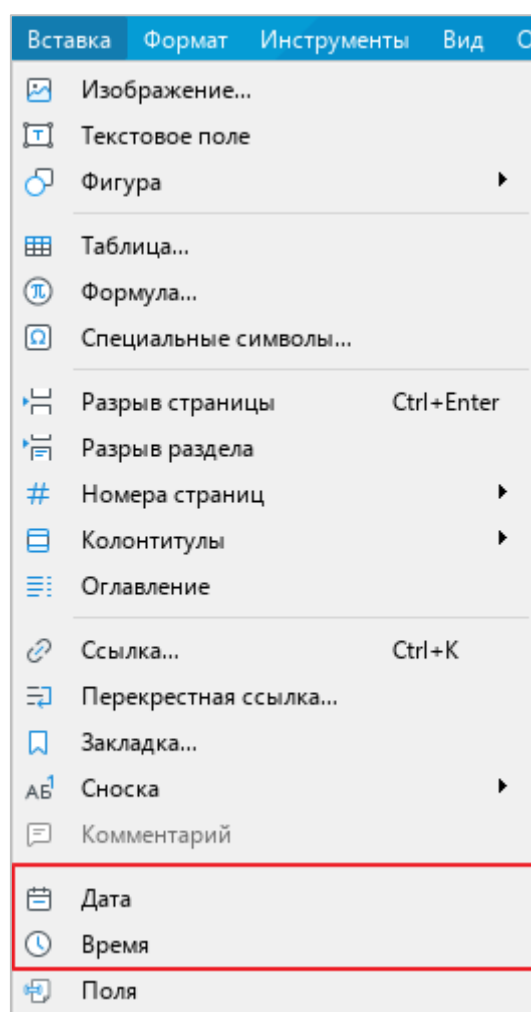 Вставка Формат Инструменты Вид
Изображение...
Текстовое поле
Фигура
Таблица...
Формула...
Специальные символы...
Разрыв страницы Ctrl+Enter
Разрыв раздела
Номера страниц
Колонтитулы
Оглавление
Ссылка... Ctrl+K
Перекрестная ссылка...
Закладка...
Сноска
Комментарий
Дата
Время
Поля